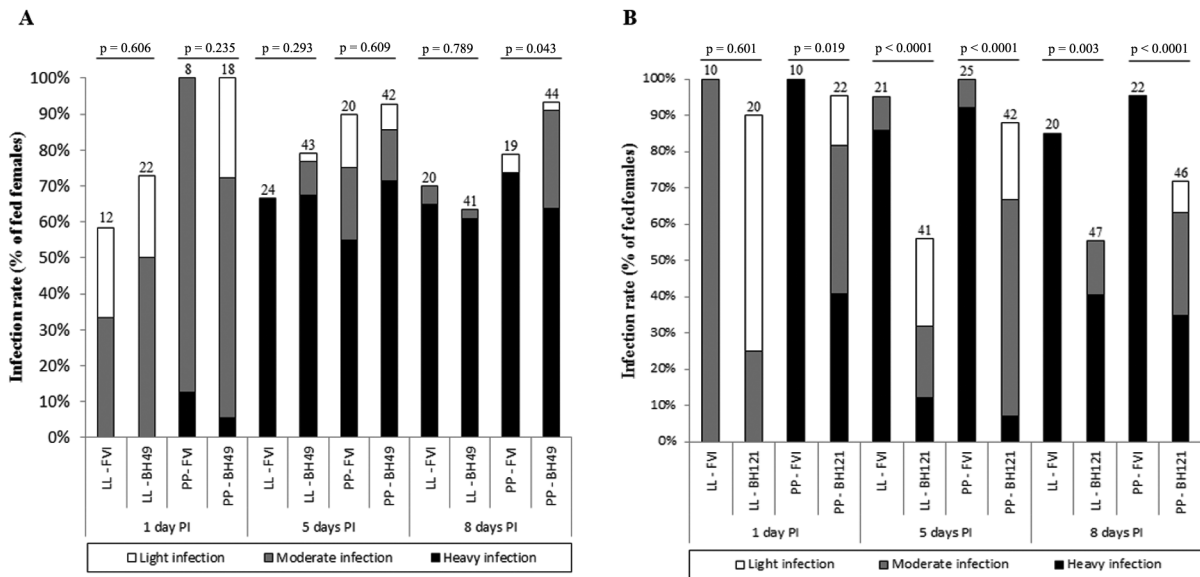 A
p = 0.606 p = 0.235 p = 0.293 p = 0.609 p = 0.789 p = 0.043
Infection rate (% of fed females)
100%
90%
80%
70%
60%
50%
40%
30%
20%
10%
0%
12 22 8 18 24 43 20 42 20 41 19 44
LL - FVI LL - BH49 PP - FVI PP - BH49 LL - FVI LL - BH49 PP - FVI PP - BH49 LL - FVI LL - BH49 PP - FVI PP - BH49
1 day PI 5 days PI 8 days PI
Light infection Moderate infection Heavy infection
B
p = 0.601 p = 0.019 p < 0.0001 p < 0.0001 p = 0.003 p < 0.0001
Infection rate (% of fed females)
100%
90%
80%
70%
60%
50%
40%
30%
20%
10%
0%
10 20 10 22 21 41 25 42 20 47 22 46
LL - FVI LL - BH121 PP - FVI PP - BH121 LL - FVI LL - BH121 PP - FVI PP - BH121 LL - FVI LL - BH121 PP - FVI PP - BH121
1 day PI 5 days PI 8 days PI
Light infection Moderate infection Heavy infection